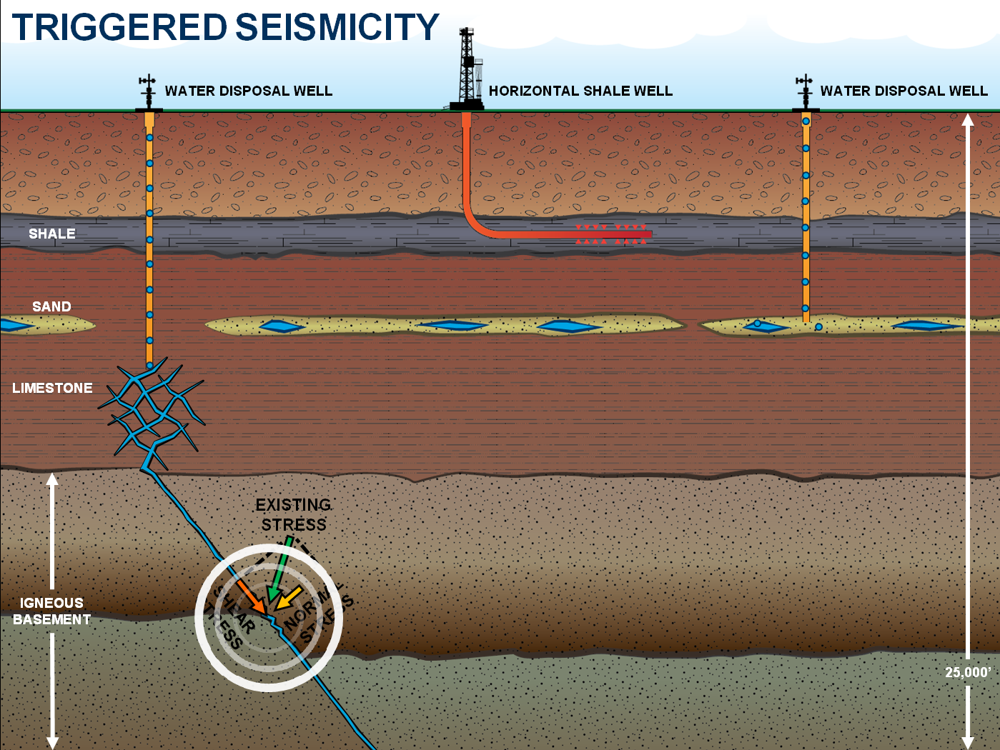 TRIGGERED SEISMICITY
WATER DISPOSAL WELL
HORIZONTAL SHALE WELL
WATER DISPOSAL WELL
SHALE
SAND
LIMESTONE
EXISTING
STRESS
SHEAR
STRESS
NORMAL
STRESS
IGNEOUS
BASEMENT
25,000'